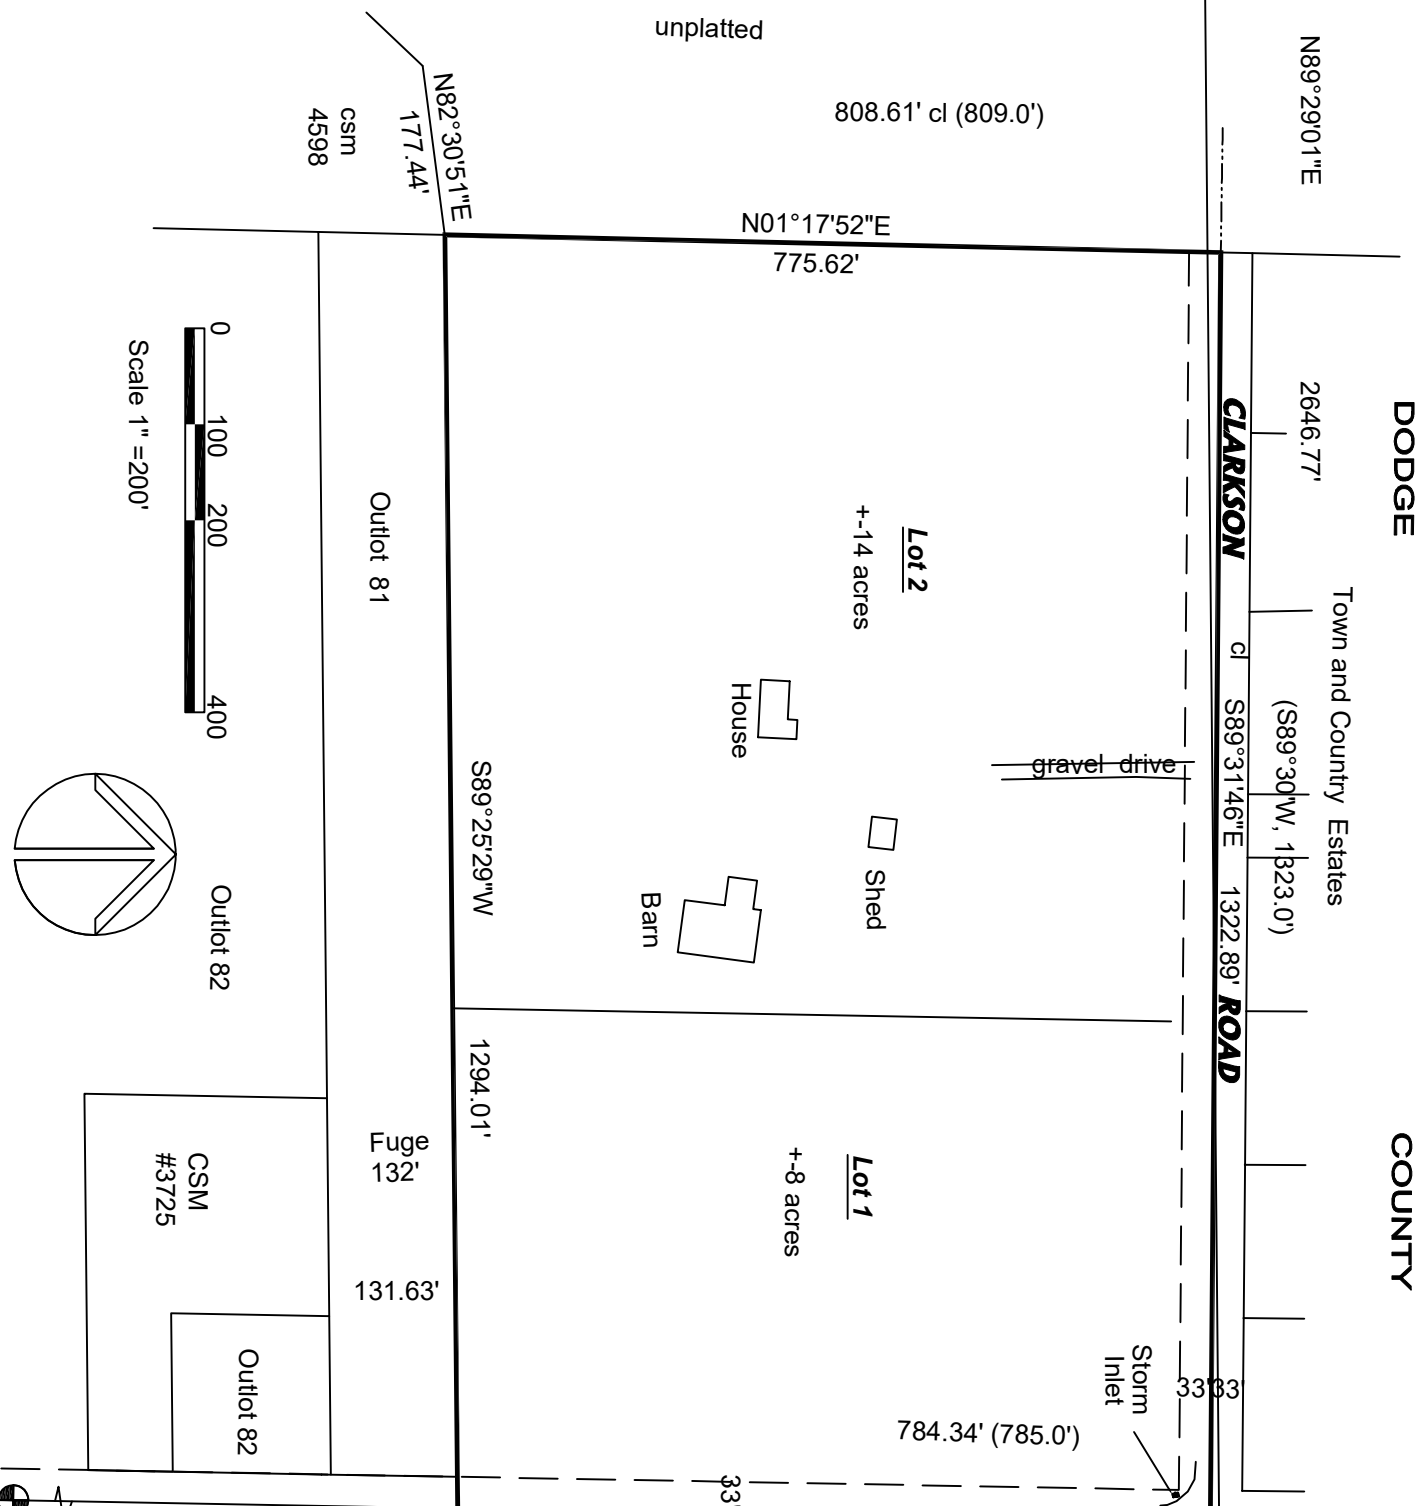 unplatted
808.61' cl (809.0')
N89°29'01"E
2646.77'
DODGE
COUNTY
N82°30'51"E
177.44'
csm
4598
N01°17'52"E
775.62'
CLARKSON
cl
S89°31'46"E
1322.89'
ROAD
(S89°30'W, 1323.0')
Town and Country Estates
Lot 2
+-14 acres
House
gravel drive
Shed
Barn
S89°25'29"W
1294.01'
Lot 1
+-8 acres
Storm
Inlet
33'
33'
784.34' (785.0')
33'
0
100
200
400
Scale 1" =200'
Outlot 81
Outlot 82
Fuge
132'
131.63'
CSM
#3725
Outlot 82